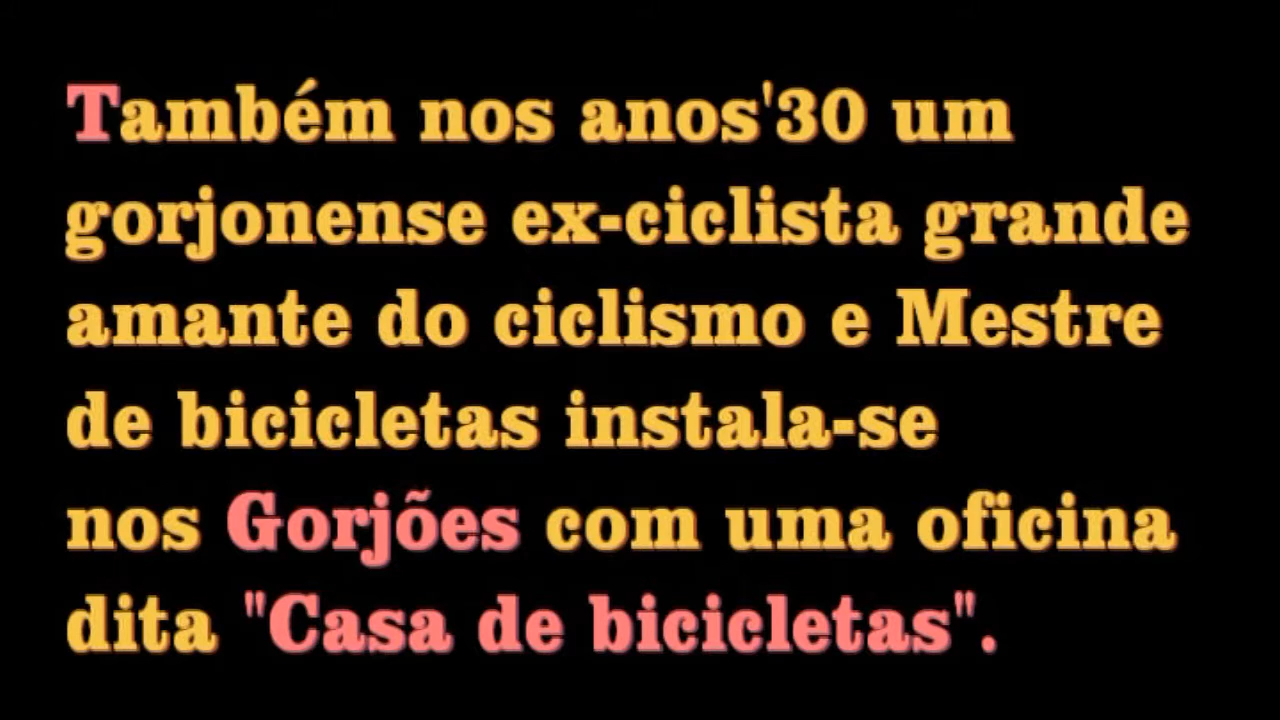 Também nos anos'30 um
gorjonense ex-ciclista grande
amante do ciclismo e Mestre
de bicicletas instala-se
nos Gorjões com uma oficina
dita "Casa de bicicletas".